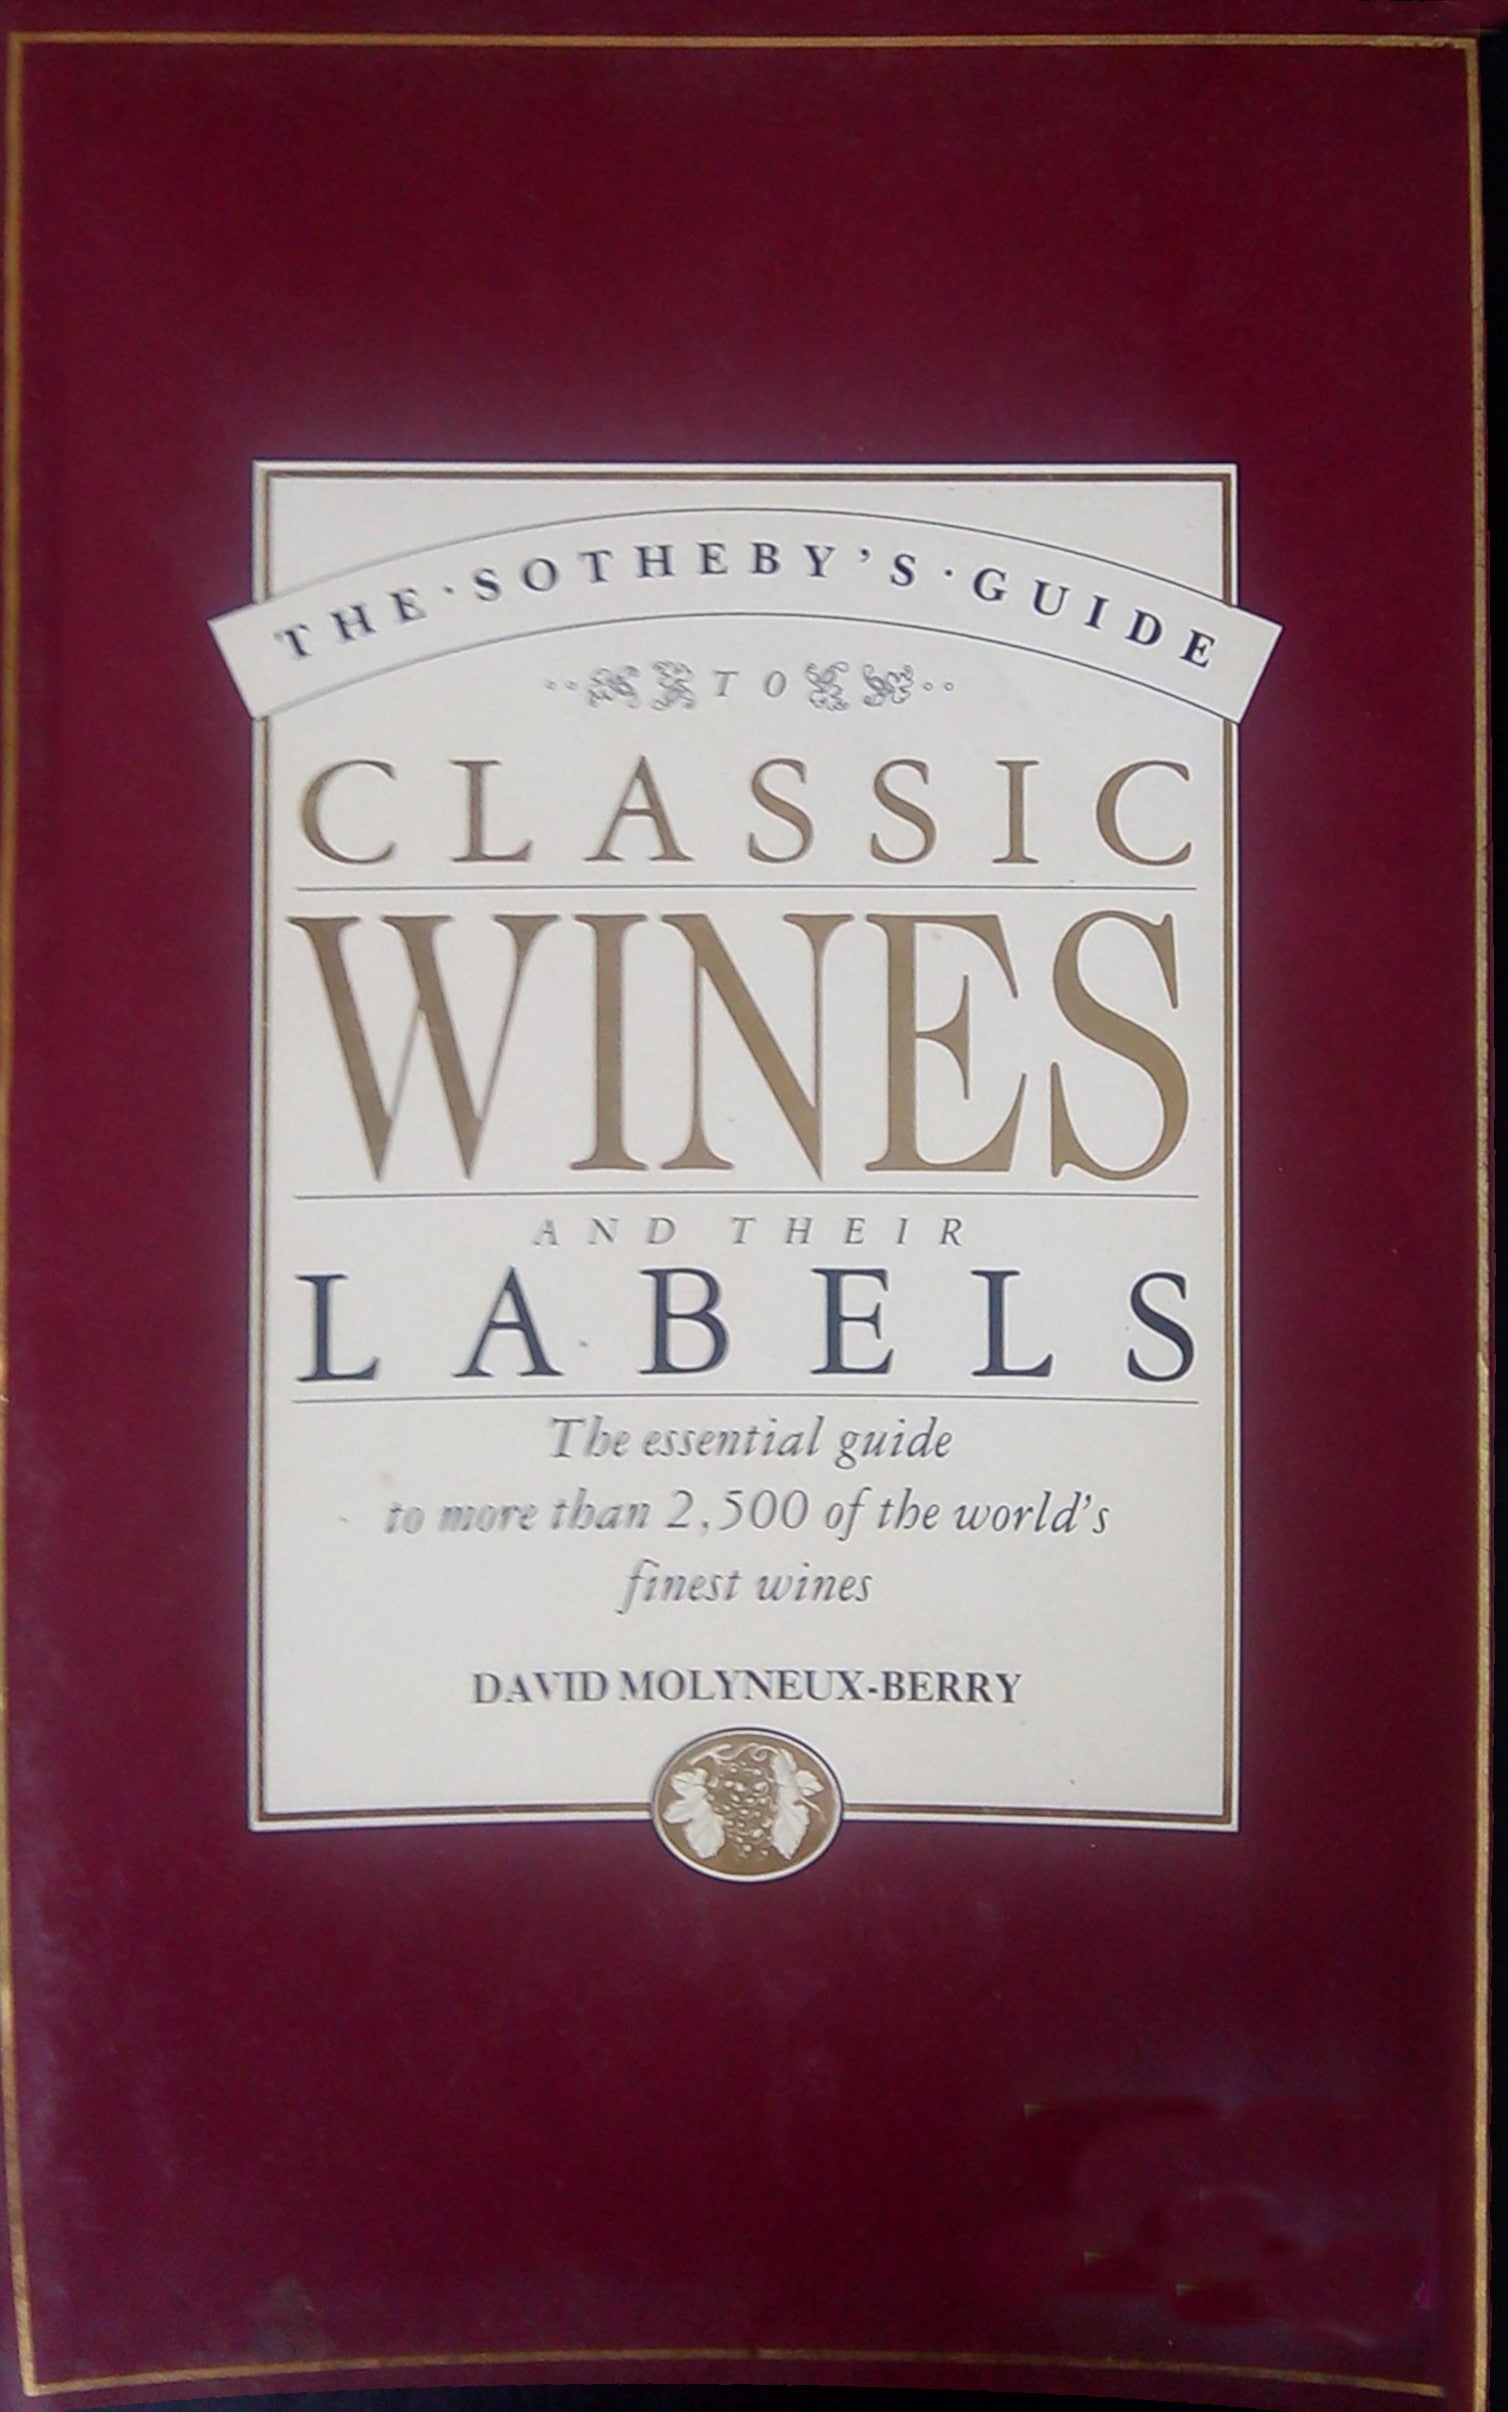 THE·SOTHEBY'S·GUIDE
TO
CLASSIC
WINES
AND THEIR
LABELS
The essential guide
to more than 2,500 of the world's
finest wines
DAVID MOLYNEUX-BERRY